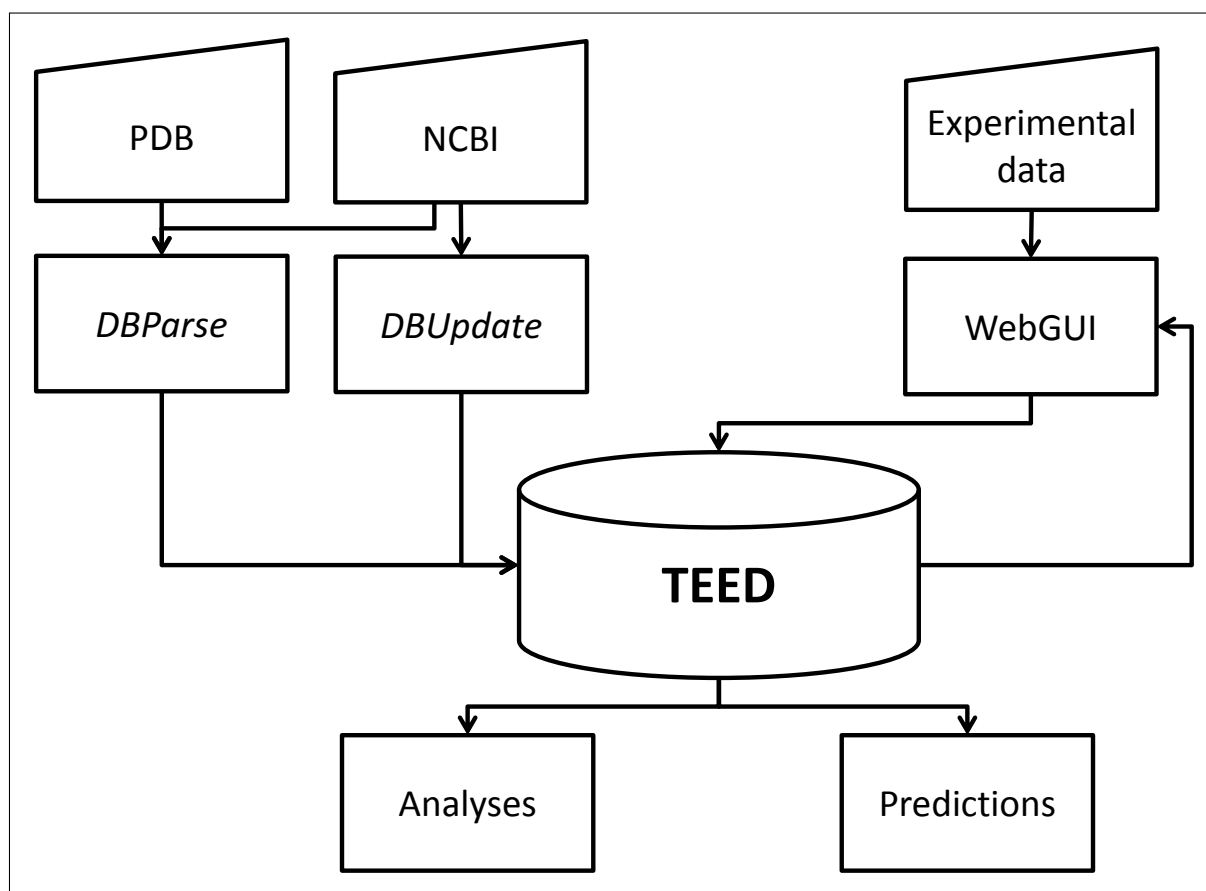 PDB
NCBI
Experimental
data
DBParse
DBUpdate
WebGUI
TEED
Analyses
Predictions